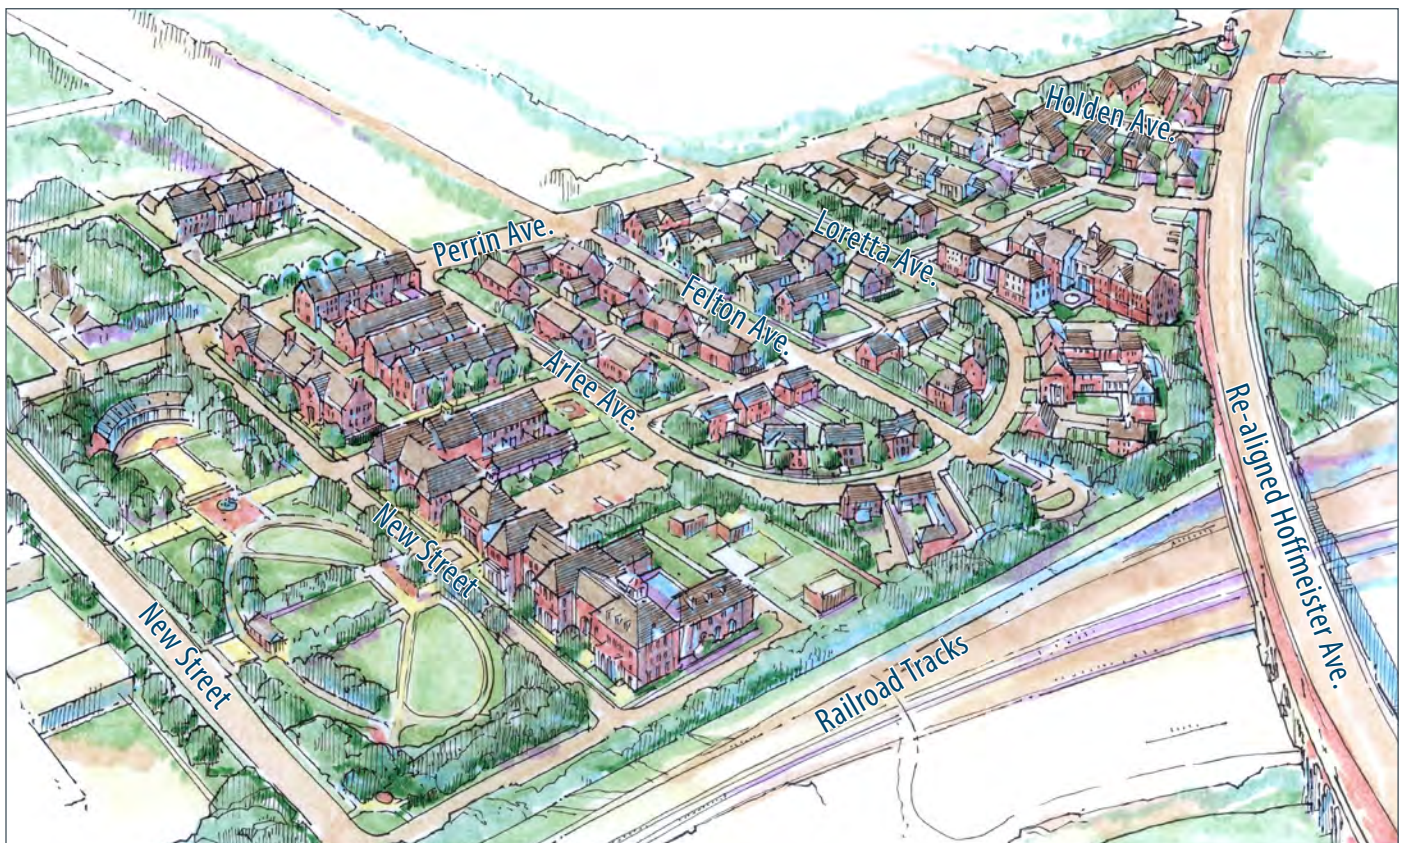 Holden Ave.
Perrin Ave.
Loretta Ave.
Felton Ave.
Arlee Ave.
Re-aligned Hoffmeister Ave.
New Street
New Street
Railroad Tracks